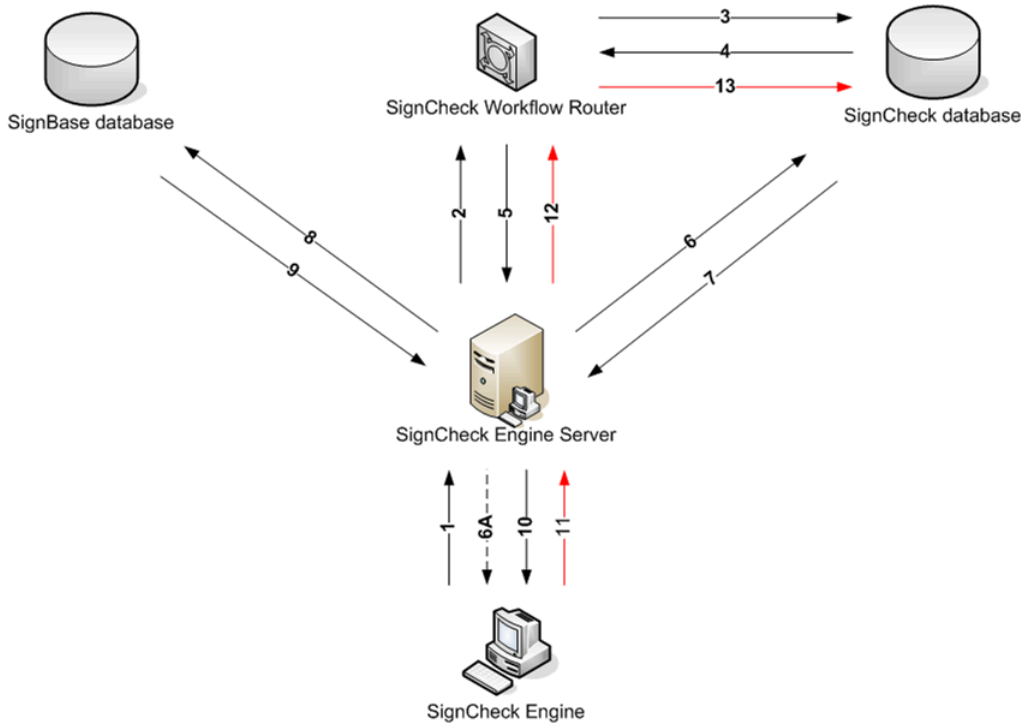 3
4
13
SignBase database
SignCheck Workflow Router
SignCheck database
2
5
12
8
9
6
7
SignCheck Engine Server
1
6A
10
11
SignCheck Engine